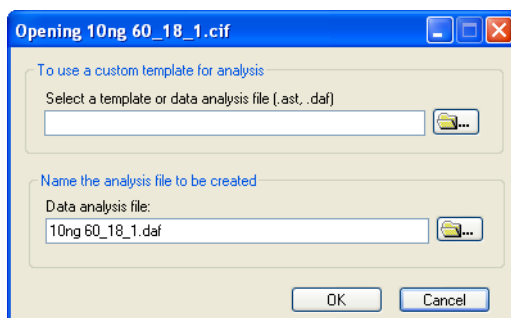 Opening 10ng 60_18_1.cif
To use a custom template for analysis
Select a template or data analysis file (.ast, .daf)
...
Name the analysis file to be created
Data analysis file:
10ng 60_18_1.daf
...
OK Cancel